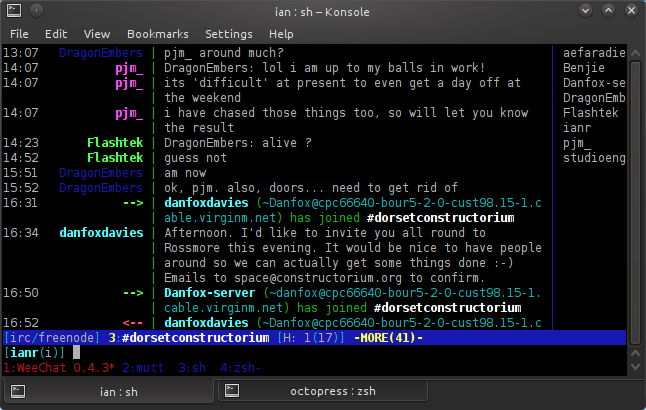 ian : sh – Konsole
File Edit View Bookmarks Settings Help
13:07 DragonEmbers | pjm_ around much?
14:07 pjm_ | DragonEmbers: lol i am up to my balls in work!
14:07 pjm_ | its 'difficult' at present to even get a day off at
| the weekend
14:07 pjm_ | i have chased those things too, so will let you know
| the result
14:23 Flashtek | DragonEmbers: alive ?
14:52 Flashtek | guess not
15:51 DragonEmbers | am now
15:52 DragonEmbers | ok, pjm. also, doors... need to get rid of
16:31 --> | danfoxdavies (~Danfox@cpc66640-bour5-2-0-cust98.15-1.c
| able.virginm.net) has joined #dorsetconstructorium
16:34 danfoxdavies | Afternoon. I'd like to invite you all round to
| Rossmore this evening. It would be nice to have people
| around so we can actually get some things done :-)
| Emails to space@constructorium.org to confirm.
16:50 --> | Danfox-server (~danfox@cpc66640-bour5-2-0-cust98.15-1.
| cable.virginm.net) has joined #dorsetconstructorium
16:52 <-- | danfoxdavies (~Danfox@cpc66640-bour5-2-0-cust98.15-1.c
aefaradie
Benjie
Danfox-se
DragonEmb
Flashtek
ianr
pjm_
studioeng
[irc/freenode] 3:#dorsetconstructorium [H: 1(17)] -MORE(41)-
[ianr(i)]
1:WeeChat 0.4.3* 2:mutt 3:sh 4:zsh-
ian : sh
octopress : zsh